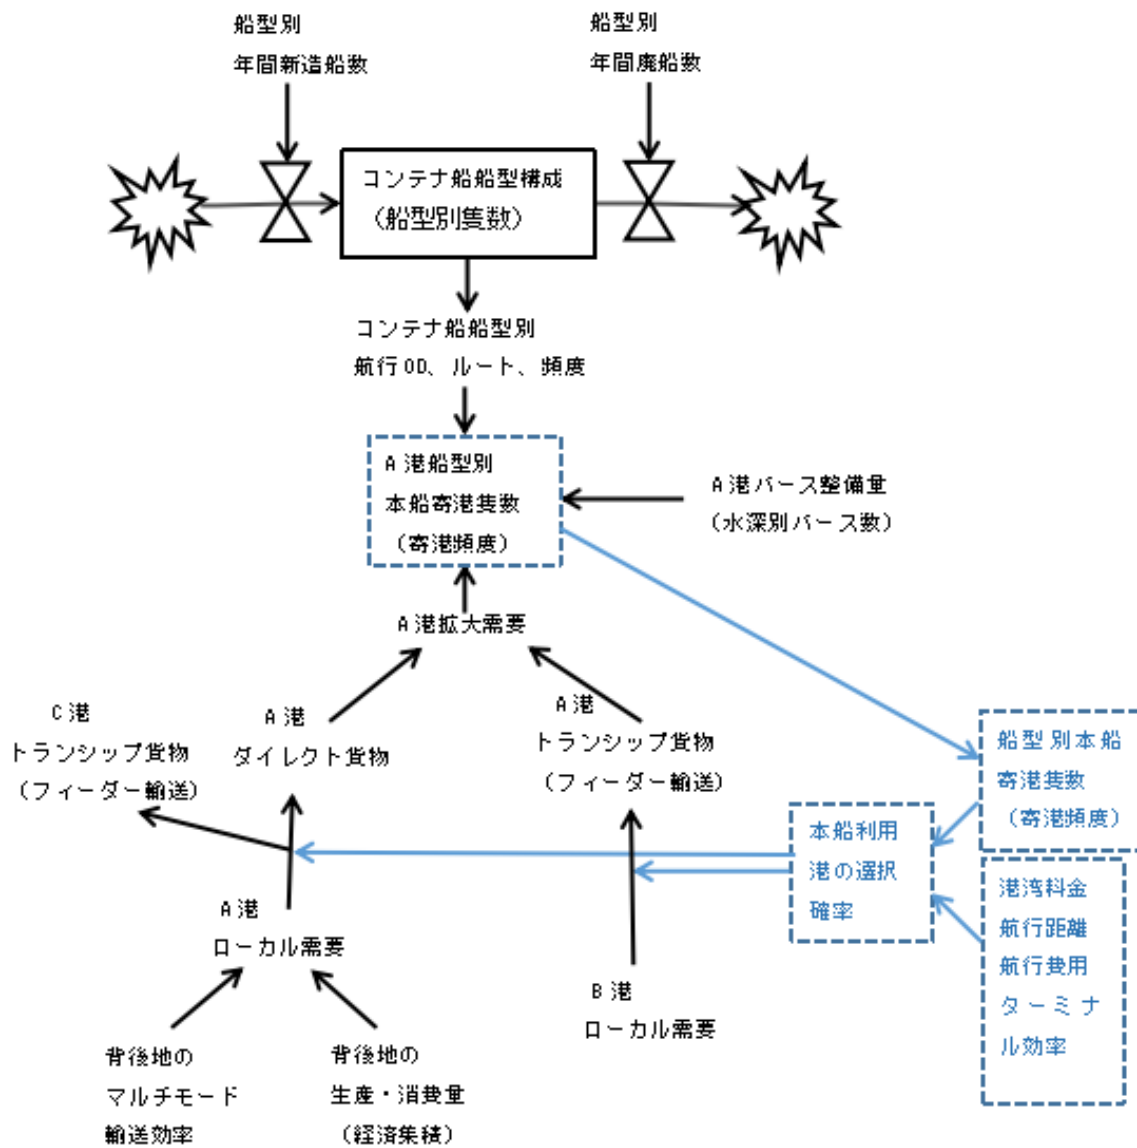 船型別
年間新造船数
船型別
年間廃船数
コンテナ船船型構成
（船型別隻数）
コンテナ船船型別
航行OD、ルート、頻度
A港船型別
本船寄港隻数
（寄港頻度）
A港バース整備量
（水深別バース数）
A港拡大需要
C港
トランシップ貨物
（フィーダー輸送）
A港
ダイレクト貨物
A港
トランシップ貨物
（フィーダー輸送）
船型別本船
寄港隻数
（寄港頻度）
本船利用
港の選択
確率
港湾料金
航行距離
航行費用
ターミナ
ル効率
A港
ローカル需要
B港
ローカル需要
背後地の
マルチモード
輸送効率
背後地の
生産・消費量
（経済集積）